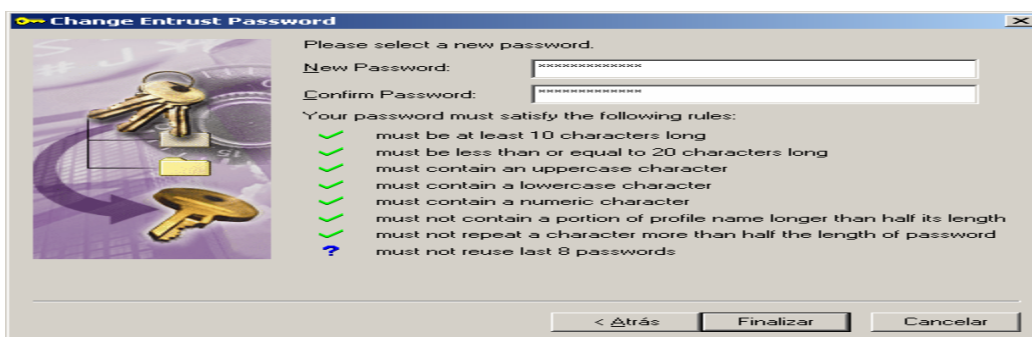 Change Entrust Password
Please select a new password.
New Password: *************
Confirm Password: *************
Your password must satisfy the following rules:
must be at least 10 characters long
must be less than or equal to 20 characters long
must contain an uppercase character
must contain a lowercase character
must contain a numeric character
must not contain a portion of profile name longer than half its length
must not repeat a character more than half the length of password
? must not reuse last 8 passwords
< Atrás Finalizar Cancelar